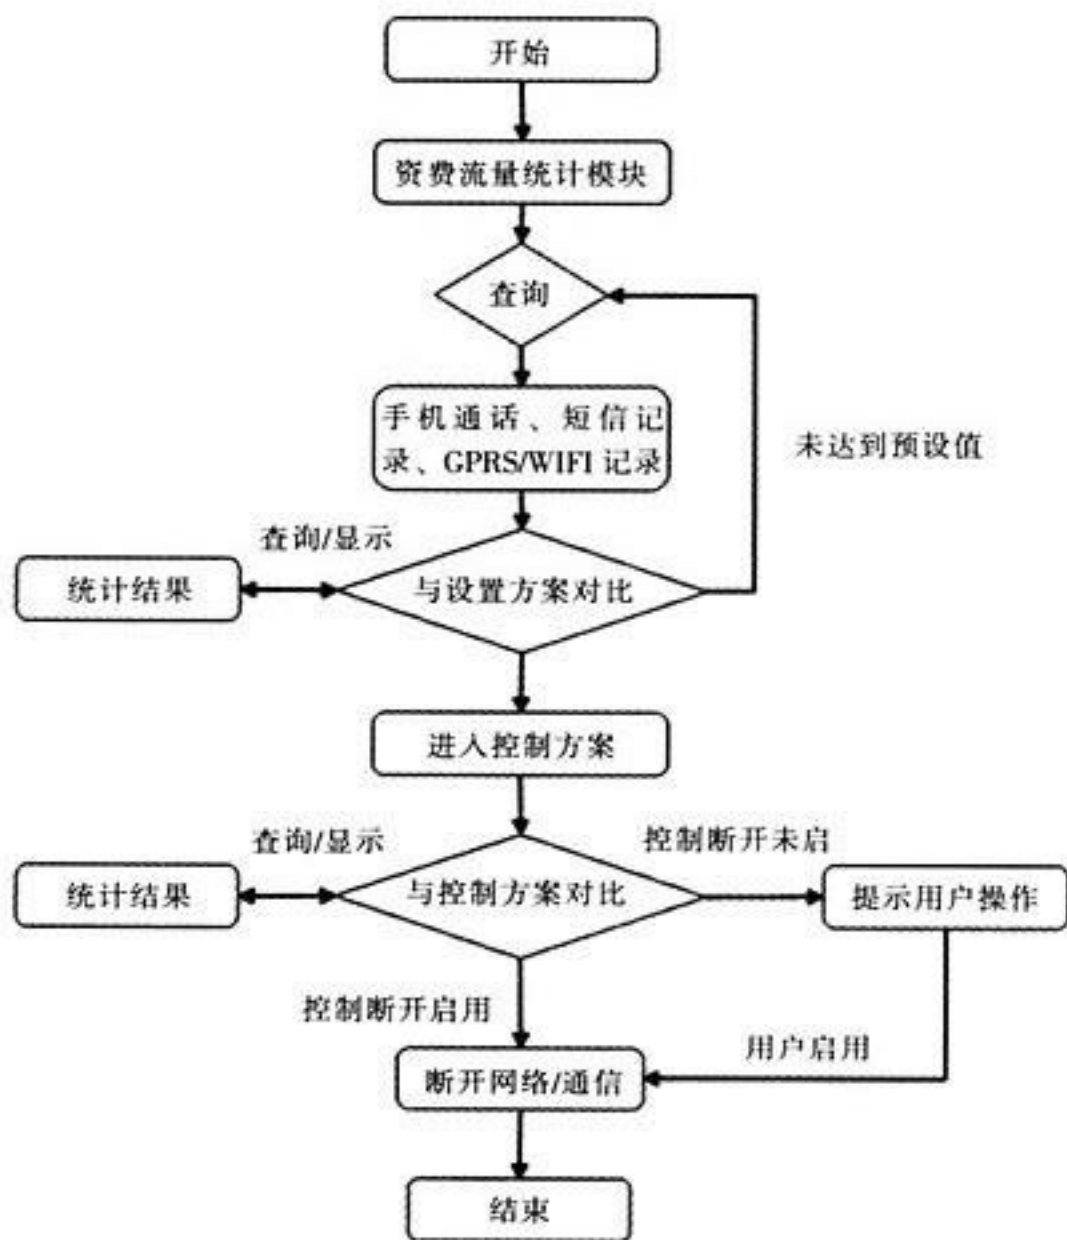 开始
资费流量统计模块
查询
手机通话、短信记
录、GPRS/WIFI 记录
未达到预设值
查询/显示
统计结果
与设置方案对比
进入控制方案
查询/显示
控制断开未启
统计结果
与控制方案对比
提示用户操作
控制断开启用
用户启用
断开网络/通信
结束